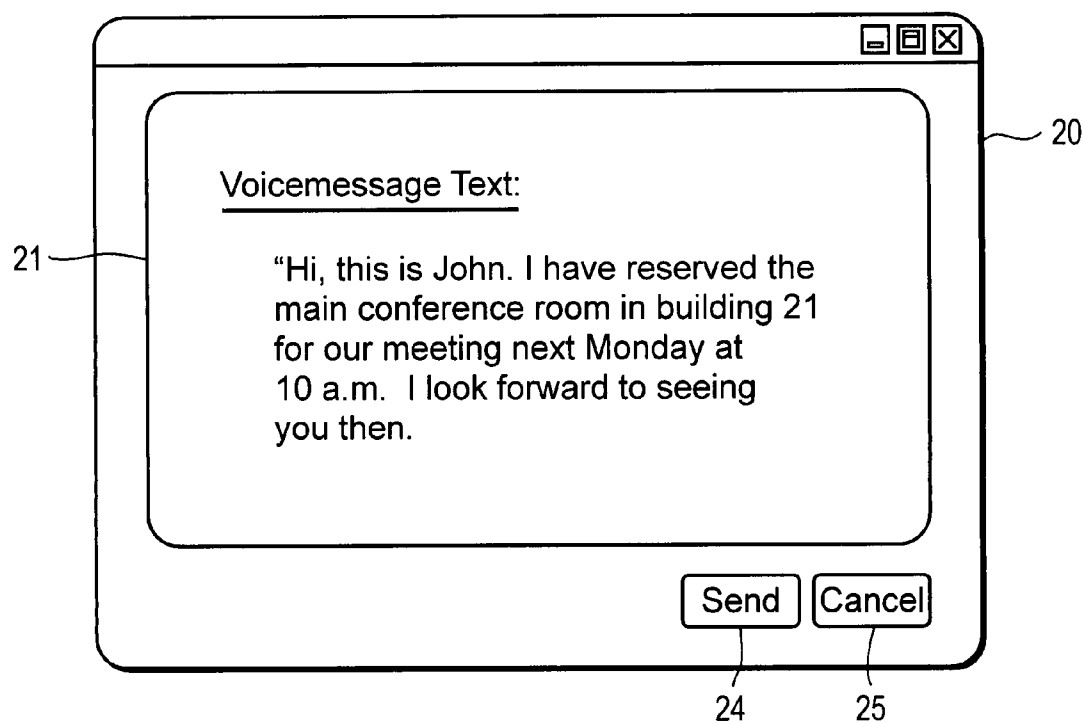 20
Voicemessage Text:
21
“Hi, this is John. I have reserved the
main conference room in building 21
for our meeting next Monday at
10 a.m. I look forward to seeing
you then.
Send Cancel
24 25